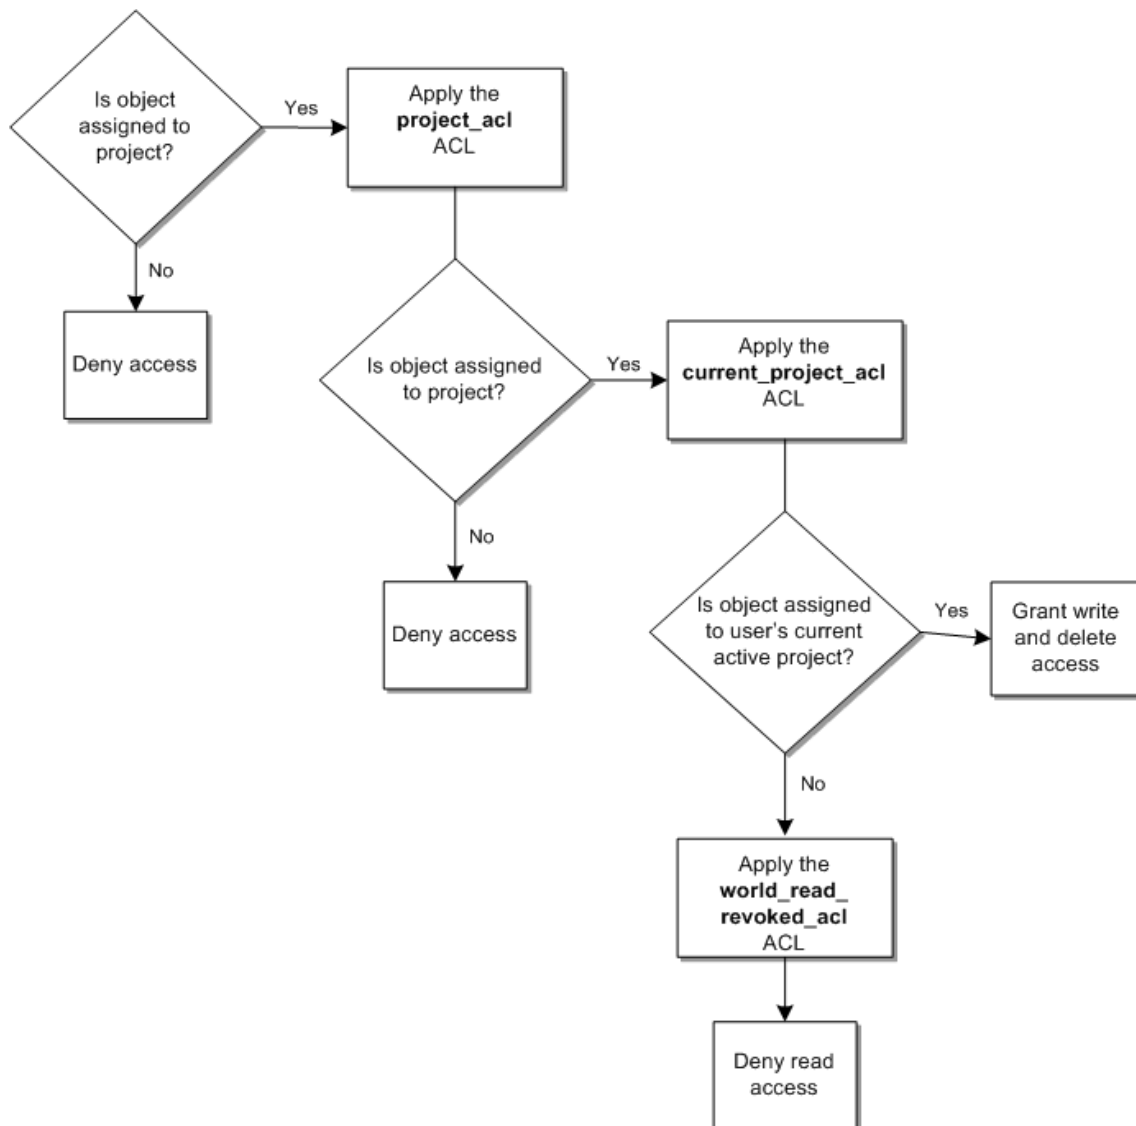 Is object
assigned to
project?
Yes
Apply the
project_acl
ACL
No
Deny access
Is object assigned
to project?
Yes
Apply the
current_project_acl
ACL
No
Deny access
Is object assigned
to user's current
active project?
Yes
Grant write
and delete
access
No
Apply the
world_read_
revoked_acl
ACL
Deny read
access